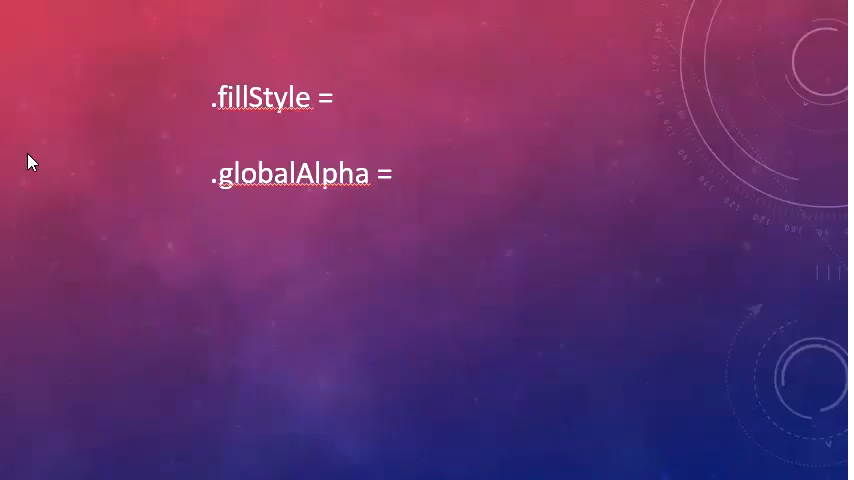 .fillStyle =
.globalAlpha =